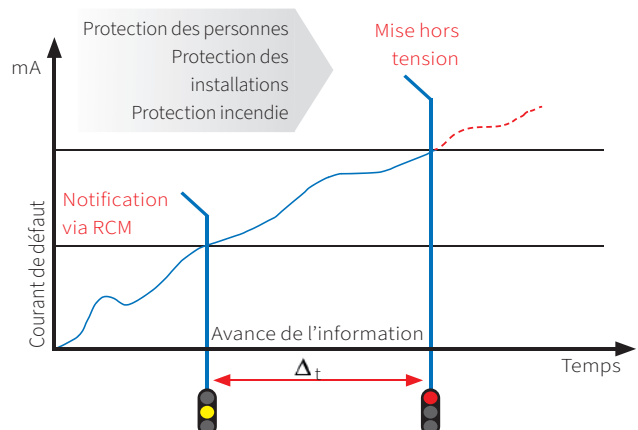 Protection des personnes
Protection des
installations
Protection incendie
Mise hors
tension
mA
Notification
via RCM
Courant de défaut
Avance de l'information
Temps
Δ t